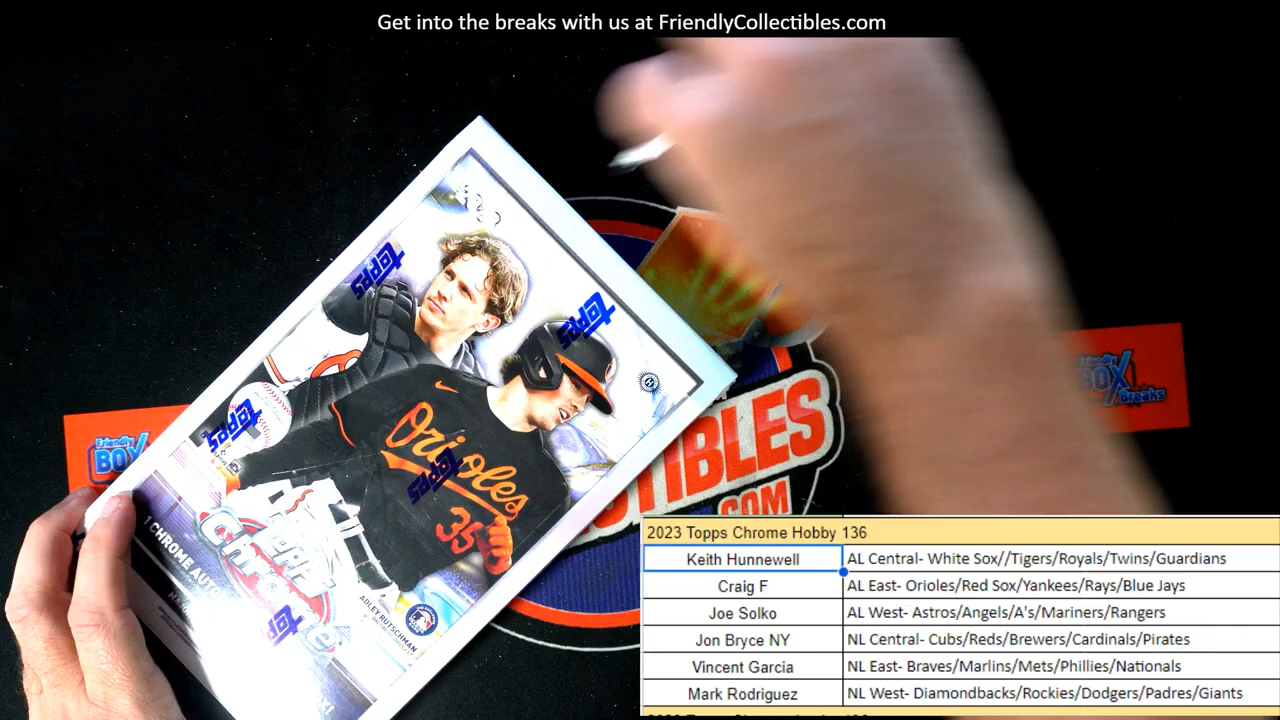 Get into the breaks with us at FriendlyCollectibles.com
topps
topps
topps
Orioles
35
topps
1 CHROME AU
Topps
Chrome
topps
ADLEY RUTSCHMAN
Friendly
BOX
Friendly
BOX
Breaks
TIBLES
.COM
2023 Topps Chrome Hobby 136
Keith Hunnewell AL Central- White Sox//Tigers/Royals/Twins/Guardians
Craig F AL East- Orioles/Red Sox/Yankees/Rays/Blue Jays
Joe Solko AL West- Astros/Angels/A's/Mariners/Rangers
Jon Bryce NY NL Central- Cubs/Reds/Brewers/Cardinals/Pirates
Vincent Garcia NL East- Braves/Marlins/Mets/Phillies/Nationals
Mark Rodriguez NL West- Diamondbacks/Rockies/Dodgers/Padres/Giants